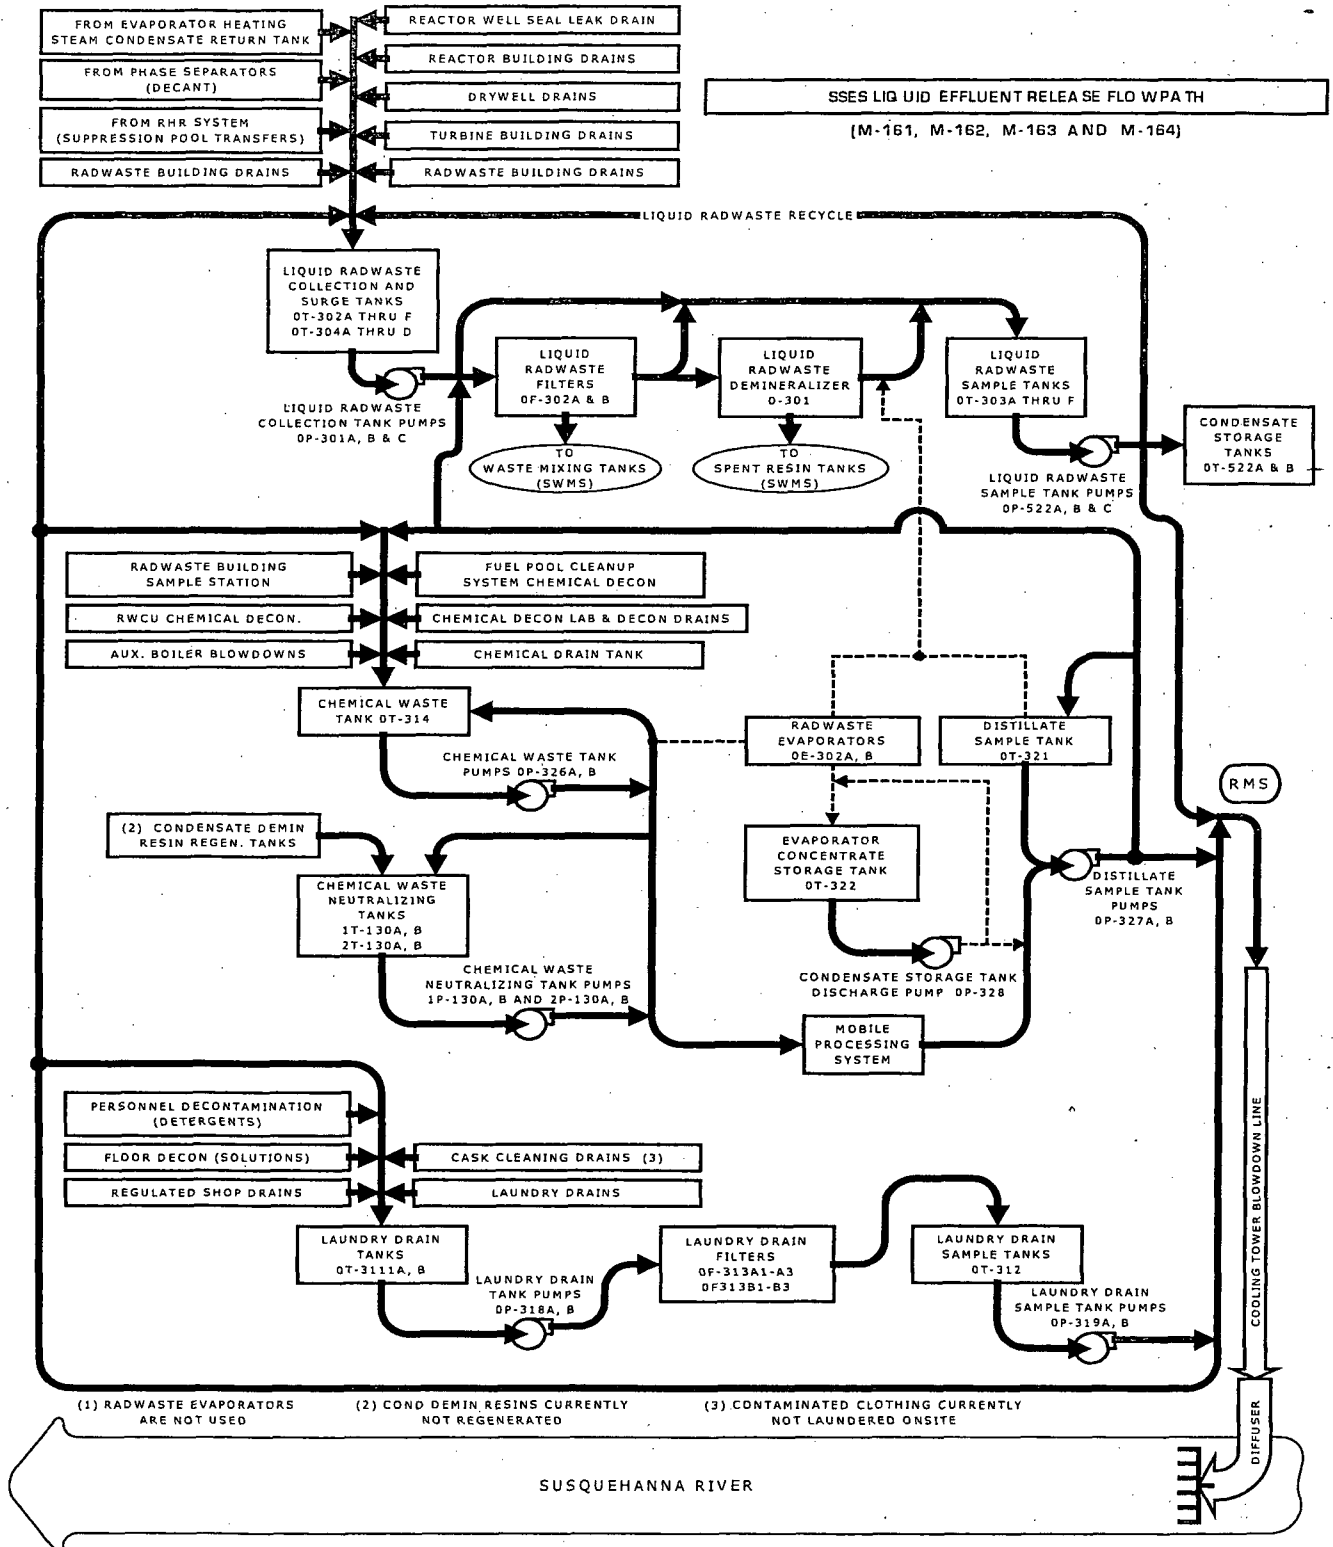 FROM EVAPORATOR HEATING
STEAM CONDENSATE RETURN TANK
REACTOR WELL SEAL LEAK DRAIN
REACTOR BUILDING DRAINS
FROM PHASE SEPARATORS
(DECANT)
DRYWELL DRAINS
SSES LIQUID EFFLUENT RELEASE FLOWPATH
(M-161, M-162, M-163 AND M-164)
FROM RHR SYSTEM
(SUPPRESSION POOL TRANSFERS)
TURBINE BUILDING DRAINS
RADWASTE BUILDING DRAINS
RADWASTE BUILDING DRAINS
LIQUID RADWASTE RECYCLE
LIQUID RADWASTE
COLLECTION AND
SURGE TANKS
0T-302A THRU F
0T-304A THRU D
LIQUID
RADWASTE
FILTERS
0F-302A & B
LIQUID
RADWASTE
DEMINERALIZER
0-301
LIQUID
RADWASTE
SAMPLE TANKS
0T-303A THRU F
LIQUID RADWASTE
COLLECTION TANK PUMPS
0P-301A, B & C
TO
WASTE MIXING TANKS
(SWMS)
TO
SPENT RESIN TANKS
(SWMS)
CONDENSATE
STORAGE
TANKS
0T-522A & B
LIQUID RADWASTE
SAMPLE TANK PUMPS
0P-522A, B & C
RADWASTE BUILDING
SAMPLE STATION
FUEL POOL CLEANUP
SYSTEM CHEMICAL DECON
RWCU CHEMICAL DECON.
CHEMICAL DECON LAB & DECON DRAINS
AUX. BOILER BLOWDOWNS
CHEMICAL DRAIN TANK
CHEMICAL WASTE
TANK 0T-314
RADWASTE
EVAPORATORS
0E-302A, B
DISTILLATE
SAMPLE TANK
0T-321
CHEMICAL WASTE TANK
PUMPS 0P-326A, B
RMS
(2) CONDENSATE DEMIN
RESIN REGEN. TANKS
EVAPORATOR
CONCENTRATE
STORAGE TANK
0T-322
CHEMICAL WASTE
NEUTRALIZING
TANKS
1T-130A, B
2T-130A, B
DISTILLATE
SAMPLE TANK
PUMPS
0P-327A, B
CHEMICAL WASTE
NEUTRALIZING TANK PUMPS
1P-130A, B AND 2P-130A, B
CONDENSATE STORAGE TANK
DISCHARGE PUMP 0P-328
MOBILE
PROCESSING
SYSTEM
PERSONNEL DECONTAMINATION
(DETERGENTS)
FLOOR DECON (SOLUTIONS)
CASK CLEANING DRAINS (3)
REGULATED SHOP DRAINS
LAUNDRY DRAINS
COOLING TOWER BLOWDOWN LINE
LAUNDRY DRAIN
TANKS
0T-3111A, B
LAUNDRY DRAIN
FILTERS
0F-313A1-A3
0F313B1-B3
LAUNDRY DRAIN
SAMPLE TANKS
0T-312
LAUNDRY DRAIN
TANK PUMPS
0P-318A, B
LAUNDRY DRAIN
SAMPLE TANK PUMPS
0P-319A, B
(1) RADWASTE EVAPORATORS
ARE NOT USED
(2) COND DEMIN RESINS CURRENTLY
NOT REGENERATED
(3) CONTAMINATED CLOTHING CURRENTLY
NOT LAUNDERED ONSITE
DIFFUSER
SUSQUEHANNA RIVER